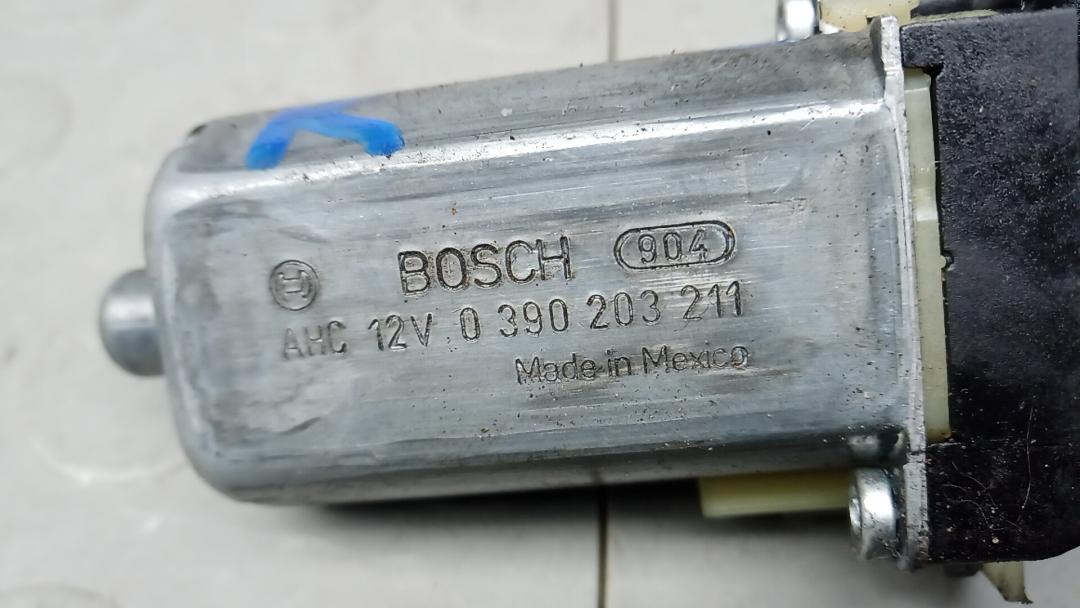 BOSCH 904
AHC 12V 0 390 203 211
Made in Mexico